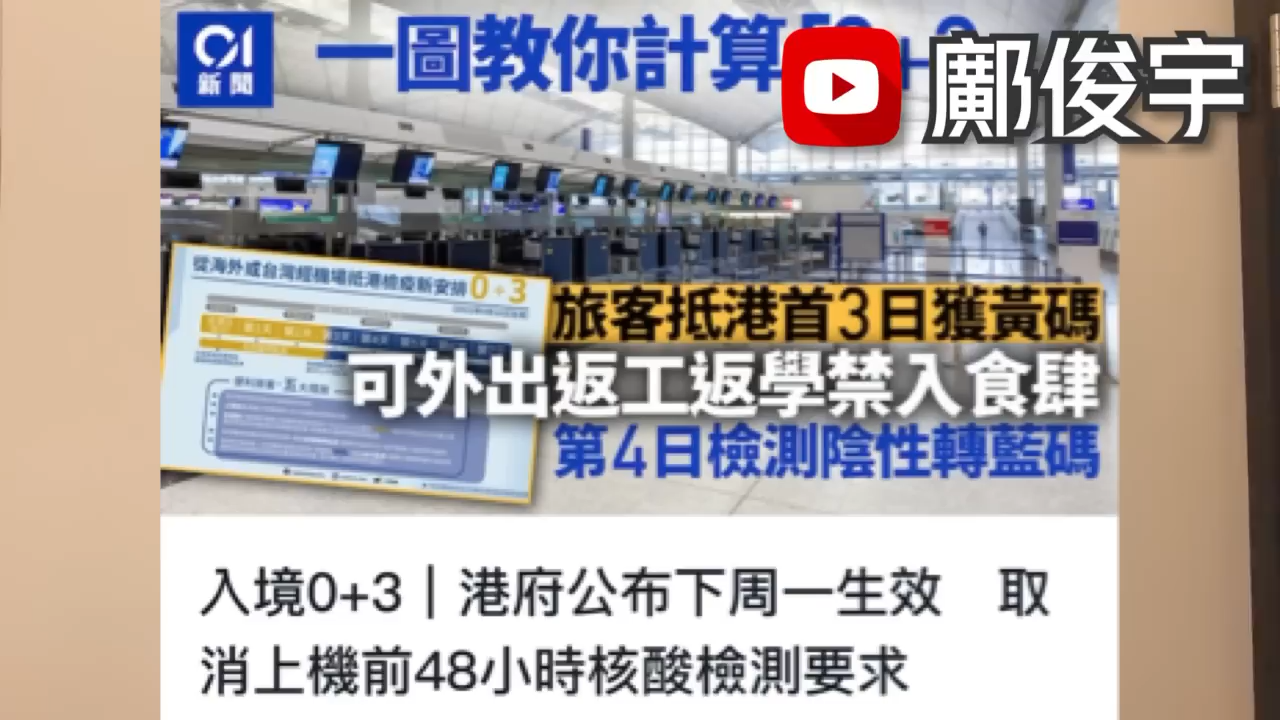 01
新聞
一圖教你計算「0+3
鄺俊宇
從海外或台灣經機場抵港檢疫新安排0+3
旅客抵港首3日獲黃碼
可外出返工返學禁入食肆
第4日檢測陰性轉藍碼
入境0+3｜港府公布下周一生效　取
消上機前48小時核酸檢測要求